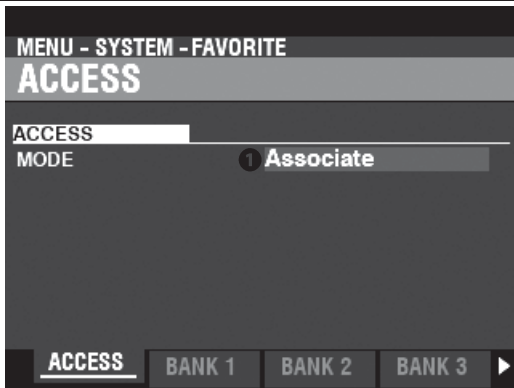 MENU - SYSTEM - FAVORITE
ACCESS
ACCESS
MODE 1 Associate
ACCESS BANK 1 BANK 2 BANK 3